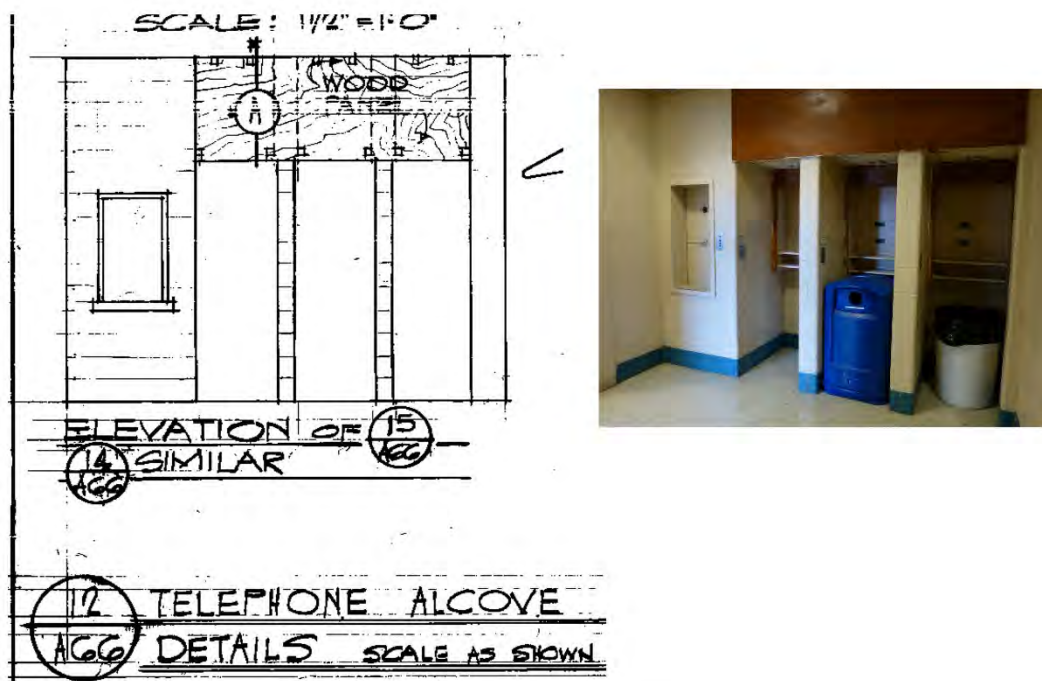 SCALE: 1 1/2" = 1'-0"
WOOD
PANEL
A
ELEVATION OF 15
A66
14 SIMILAR
A66
12 TELEPHONE ALCOVE
A66 DETAILS SCALE AS SHOWN